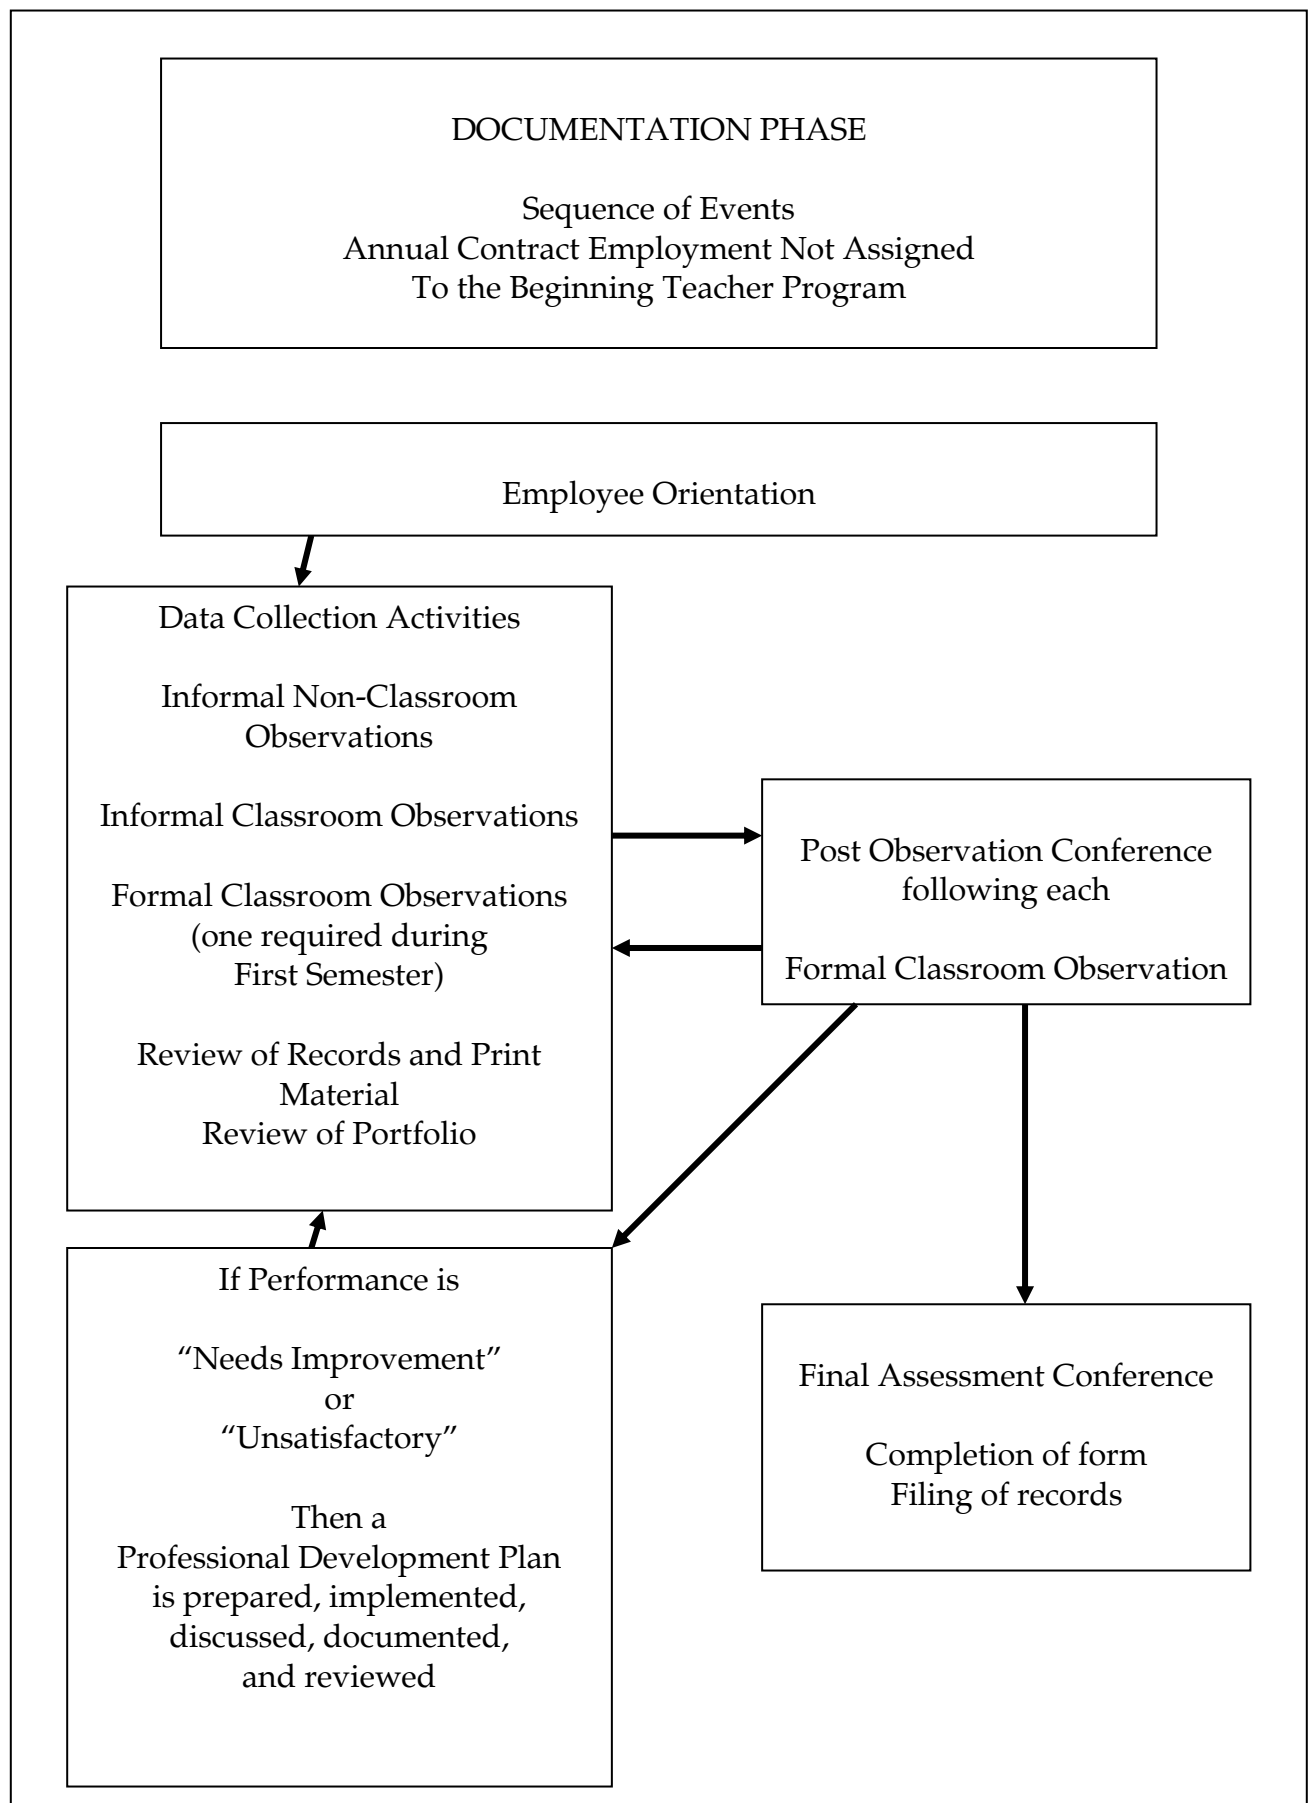 DOCUMENTATION PHASE
Sequence of Events
Annual Contract Employment Not Assigned
To the Beginning Teacher Program
Employee Orientation
Data Collection Activities
Informal Non-Classroom
Observations
Informal Classroom Observations
Formal Classroom Observations
(one required during
First Semester)
Review of Records and Print
Material
Review of Portfolio
Post Observation Conference
following each
Formal Classroom Observation
If Performance is
“Needs Improvement”
or
“Unsatisfactory”
Then a
Professional Development Plan
is prepared, implemented,
discussed, documented,
and reviewed
Final Assessment Conference
Completion of form
Filing of records